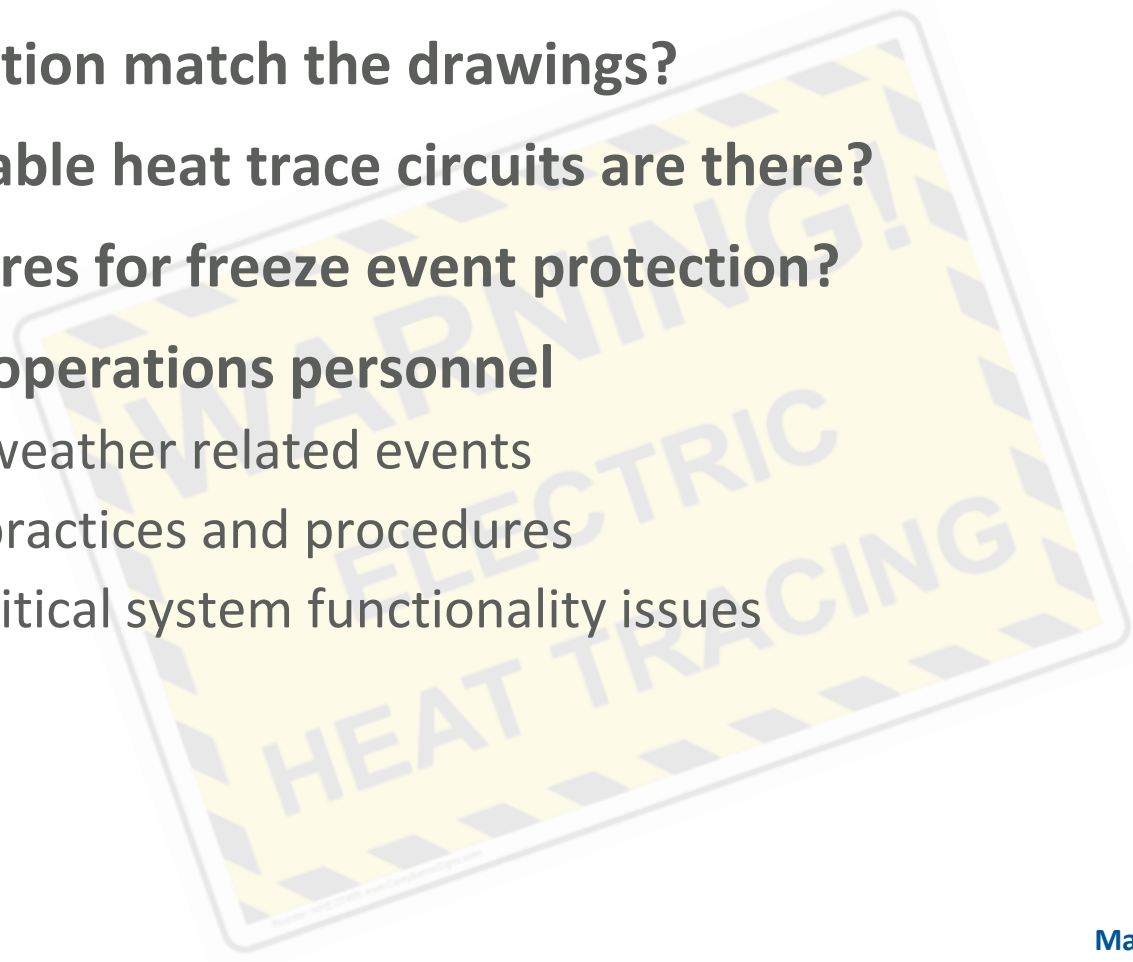 tion match the drawings?
able heat trace circuits are there?
res for freeze event protection?
operations personnel
weather related events
practices and procedures
itical system functionality issues
WARNING!
ELECTRIC
HEAT TRACING
Ma